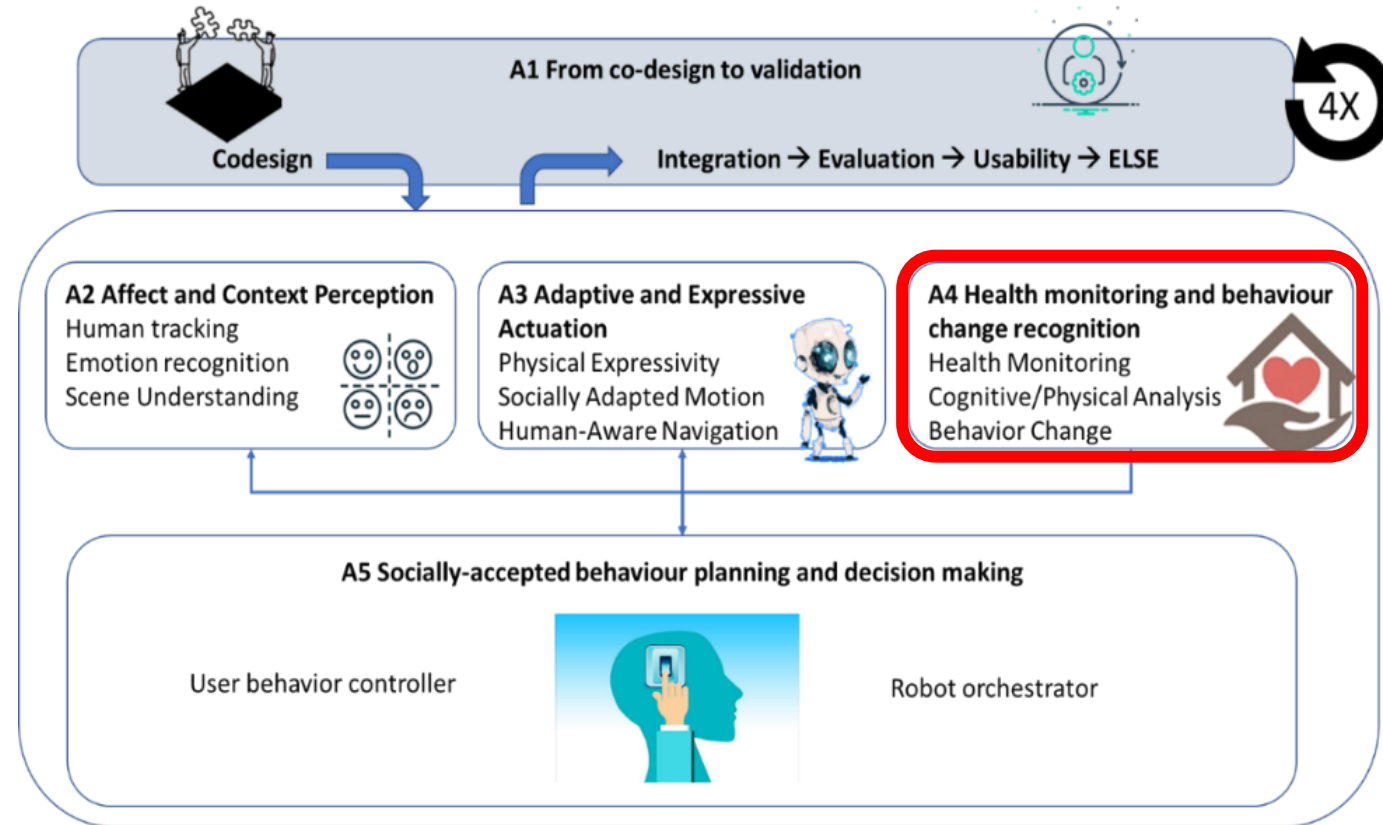 A1 From co-design to validation
4X
Codesign
Integration → Evaluation → Usability → ELSE
A2 Affect and Context Perception
Human tracking
Emotion recognition
Scene Understanding
A3 Adaptive and Expressive
Actuation
Physical Expressivity
Socially Adapted Motion
Human-Aware Navigation
A4 Health monitoring and behaviour
change recognition
Health Monitoring
Cognitive/Physical Analysis
Behavior Change
A5 Socially-accepted behaviour planning and decision making
User behavior controller
Robot orchestrator